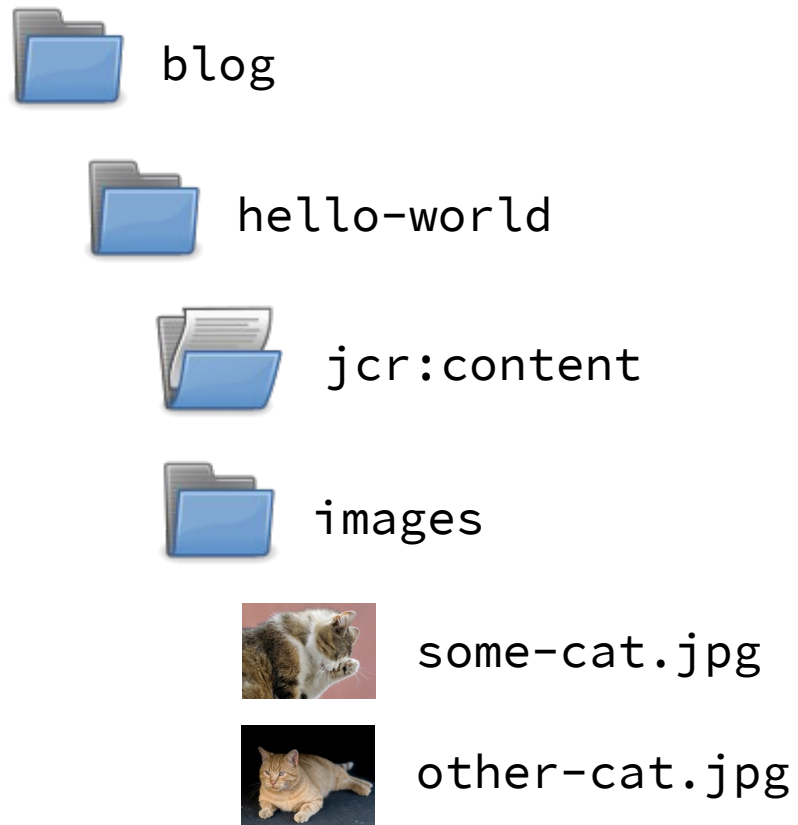 blog
hello-world
jcr:content
images
some-cat.jpg
other-cat.jpg